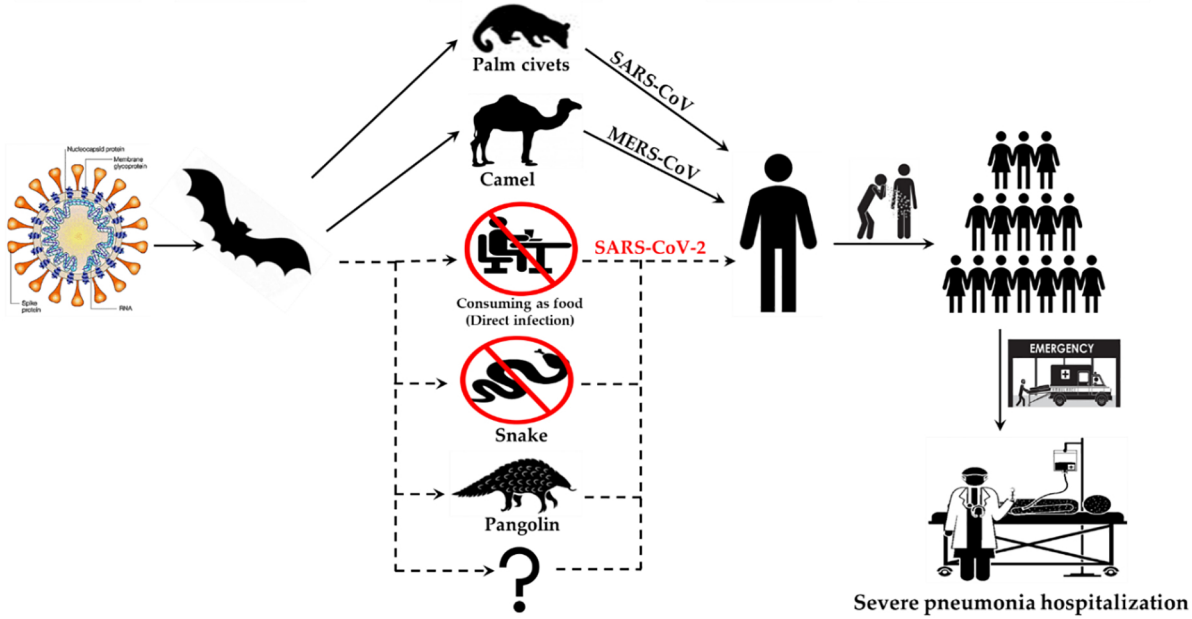 Palm civets
SARS-CoV
MERS-CoV
Camel
Nucleocapsid protein
Membrane
glycoprotein
Spike
protein
RNA
SARS-CoV-2
Consuming as food
(Direct infection)
Snake
Pangolin
?
EMERGENCY
Severe pneumonia hospitalization